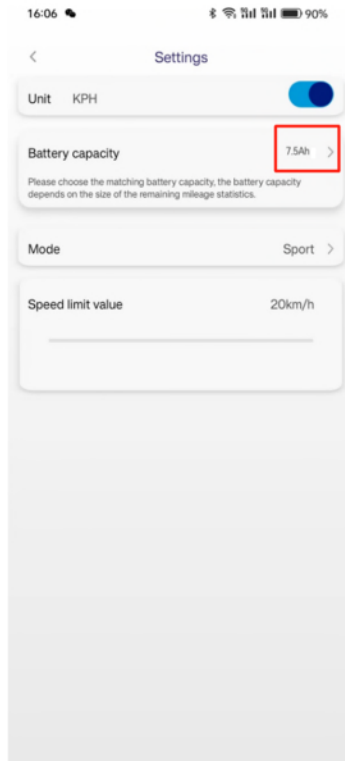 16:06 90%
Settings
Unit KPH
Battery capacity 7.5Ah
Please choose the matching battery capacity, the battery capacity
depends on the size of the remaining mileage statistics.
Mode Sport
Speed limit value 20km/h